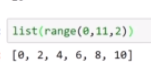 list(range(0,11,2))
[0, 2, 4, 6, 8, 10]